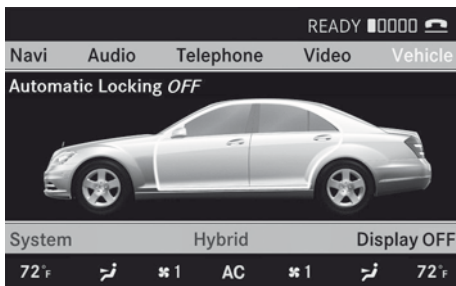 READY
Navi Audio Telephone Video Vehicle
Automatic Locking OFF
System Hybrid Display OFF
72°F 1 AC 1 72°F